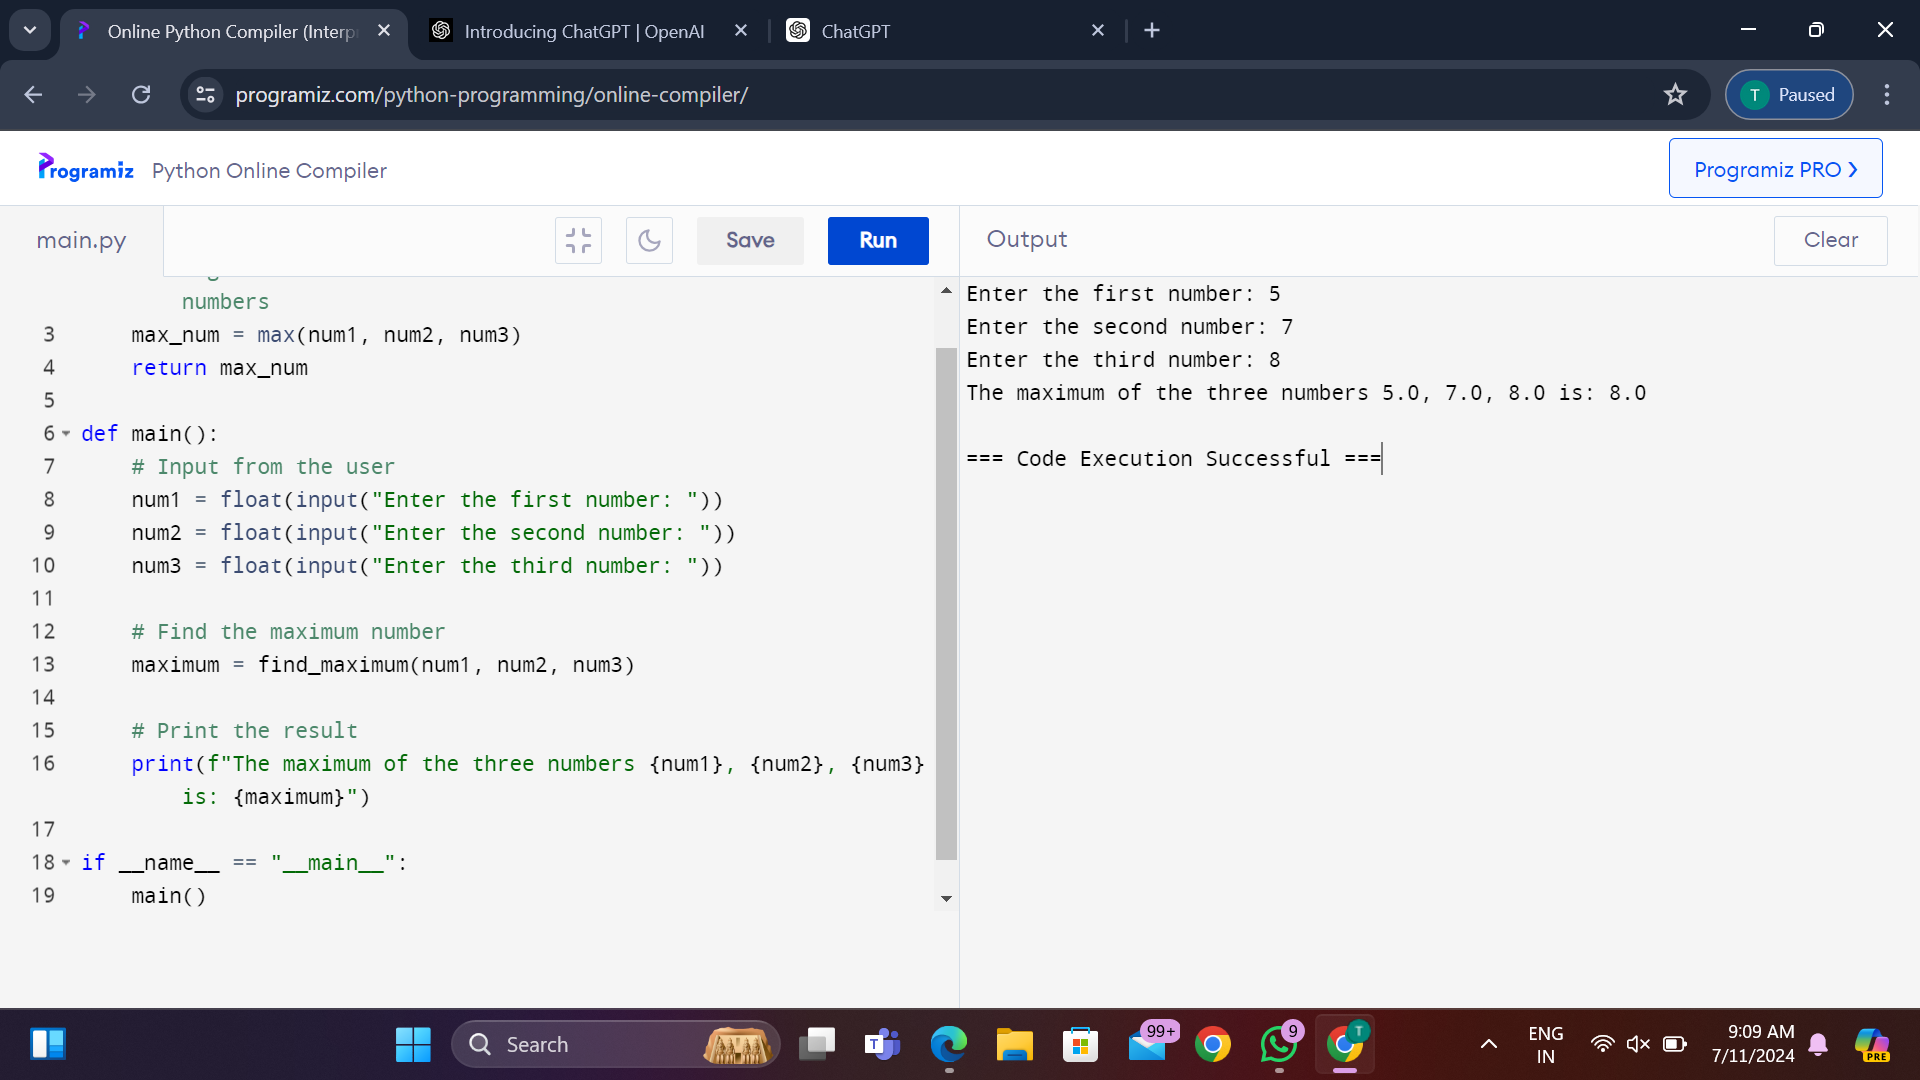 Online Python Compiler (Interp
Introducing ChatGPT | OpenAI
ChatGPT
programiz.com/python-programming/online-compiler/
T Paused
Programiz Python Online Compiler
Programiz PRO
main.py
Save
Run
Output
Clear
numbers
3 max_num = max(num1, num2, num3)
4 return max_num
5
6 def main():
7 # Input from the user
8 num1 = float(input("Enter the first number: "))
9 num2 = float(input("Enter the second number: "))
10 num3 = float(input("Enter the third number: "))
11
12 # Find the maximum number
13 maximum = find_maximum(num1, num2, num3)
14
15 # Print the result
16 print(f"The maximum of the three numbers {num1}, {num2}, {num3}
is: {maximum}")
17
18 if __name__ == "__main__":
19 main()
Enter the first number: 5
Enter the second number: 7
Enter the third number: 8
The maximum of the three numbers 5.0, 7.0, 8.0 is: 8.0
=== Code Execution Successful ===
Search
T
99+
9
T
ENG
IN
9:09 AM
7/11/2024
PRE